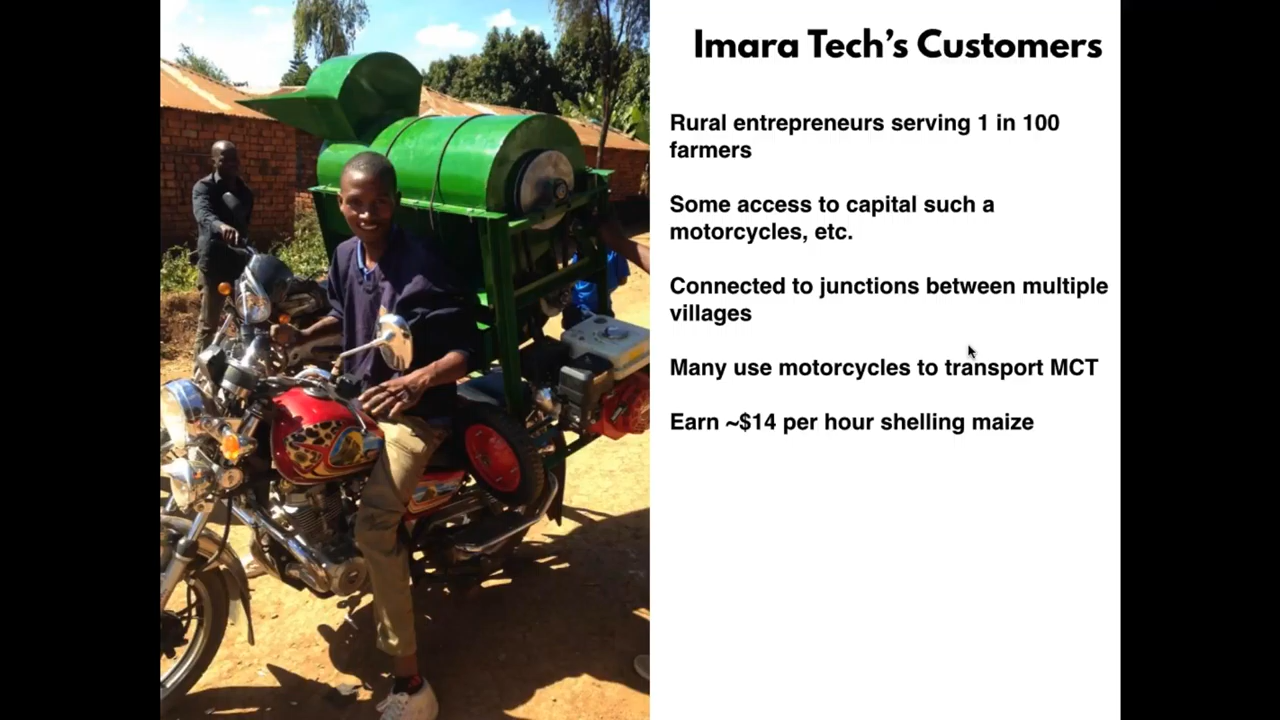 Imara Tech's Customers
Rural entrepreneurs serving 1 in 100
farmers
Some access to capital such a
motorcycles, etc.
Connected to junctions between multiple
villages
Many use motorcycles to transport MCT
Earn ~$14 per hour shelling maize